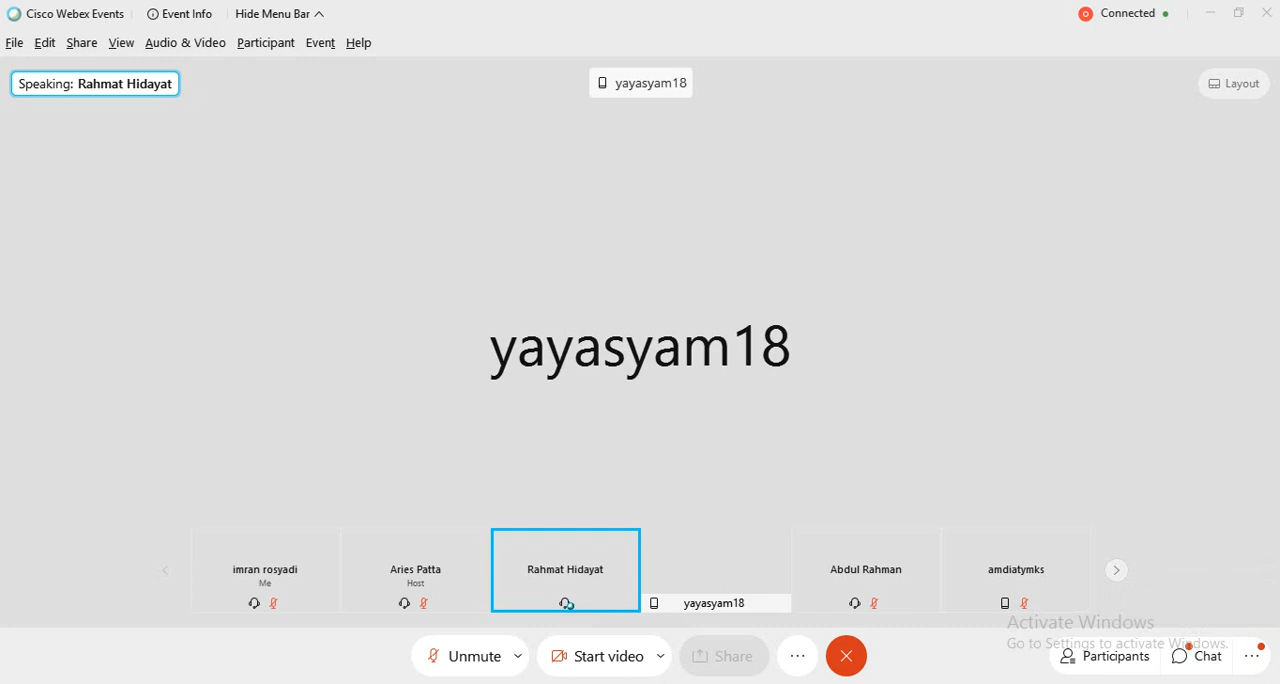 Cisco Webex Events Event Info Hide Menu Bar Connected
File Edit Share View Audio & Video Participant Event Help
Speaking: Rahmat Hidayat yayasyam18 Layout
yayasyam18
imran rosyadi Aries Patta Rahmat Hidayat Abdul Rahman amdiatymks
Me Host
yayasyam18
Activate Windows
Go to Settings to activate Windows.
Unmute Start video Share Participants Chat